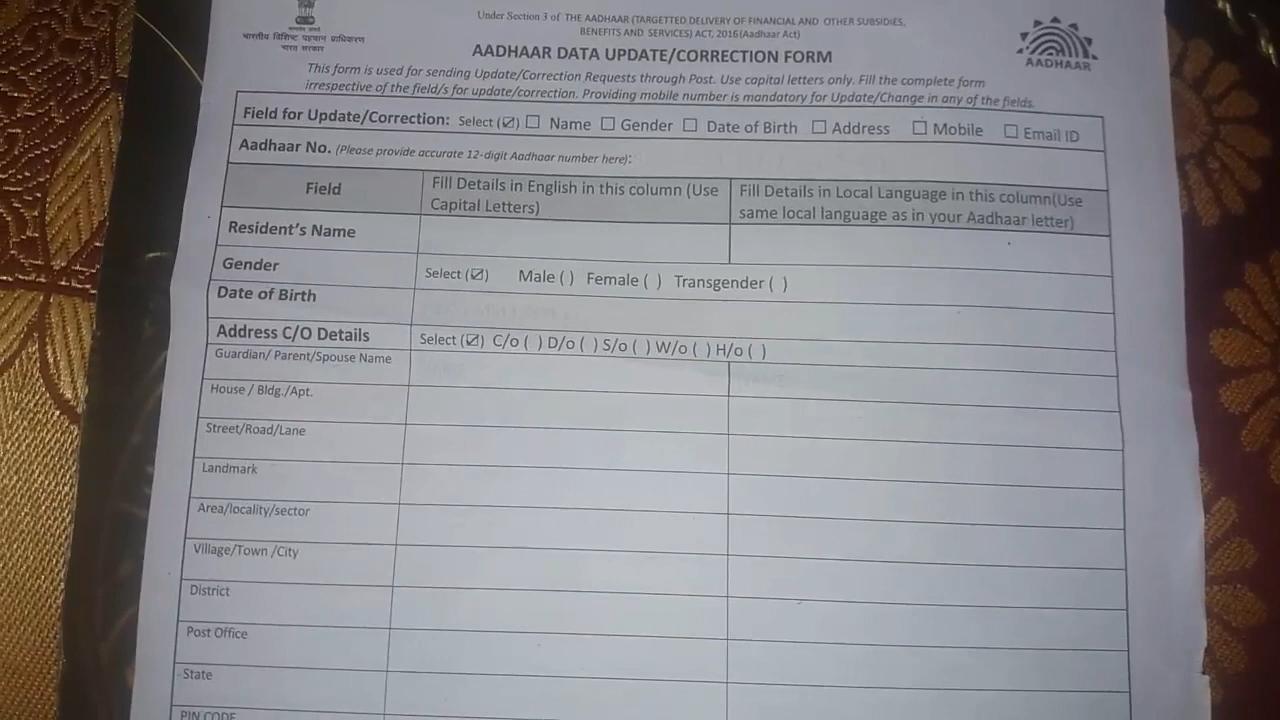 भारतीय विशिष्ट पहचान प्राधिकरण
भारत सरकार
Under Section 3 of THE AADHAAR (TARGETTED DELIVERY OF FINANCIAL AND OTHER SUBSIDIES,
BENEFITS AND SERVICES) ACT, 2016(Aadhaar Act)
AADHAAR DATA UPDATE/CORRECTION FORM
AADHAAR
This form is used for sending Update/Correction Requests through Post. Use capital letters only. Fill the complete form
irrespective of the field/s for update/correction. Providing mobile number is mandatory for Update/Change in any of the fields.
Field for Update/Correction: Select (☑) ☐ Name ☐ Gender ☐ Date of Birth ☐ Address ☐ Mobile ☐ Email ID
Aadhaar No. (Please provide accurate 12-digit Aadhaar number here):
Field
Fill Details in English in this column (Use
Capital Letters)
Fill Details in Local Language in this column(Use
same local language as in your Aadhaar letter)
Resident's Name
Gender Select (☑) Male ( ) Female ( ) Transgender ( )
Date of Birth
Address C/O Details Select (☑) C/o ( ) D/o ( ) S/o ( ) W/o ( ) H/o ( )
Guardian/ Parent/Spouse Name
House / Bldg./Apt.
Street/Road/Lane
Landmark
Area/locality/sector
Village/Town /City
District
Post Office
State
PIN CODE